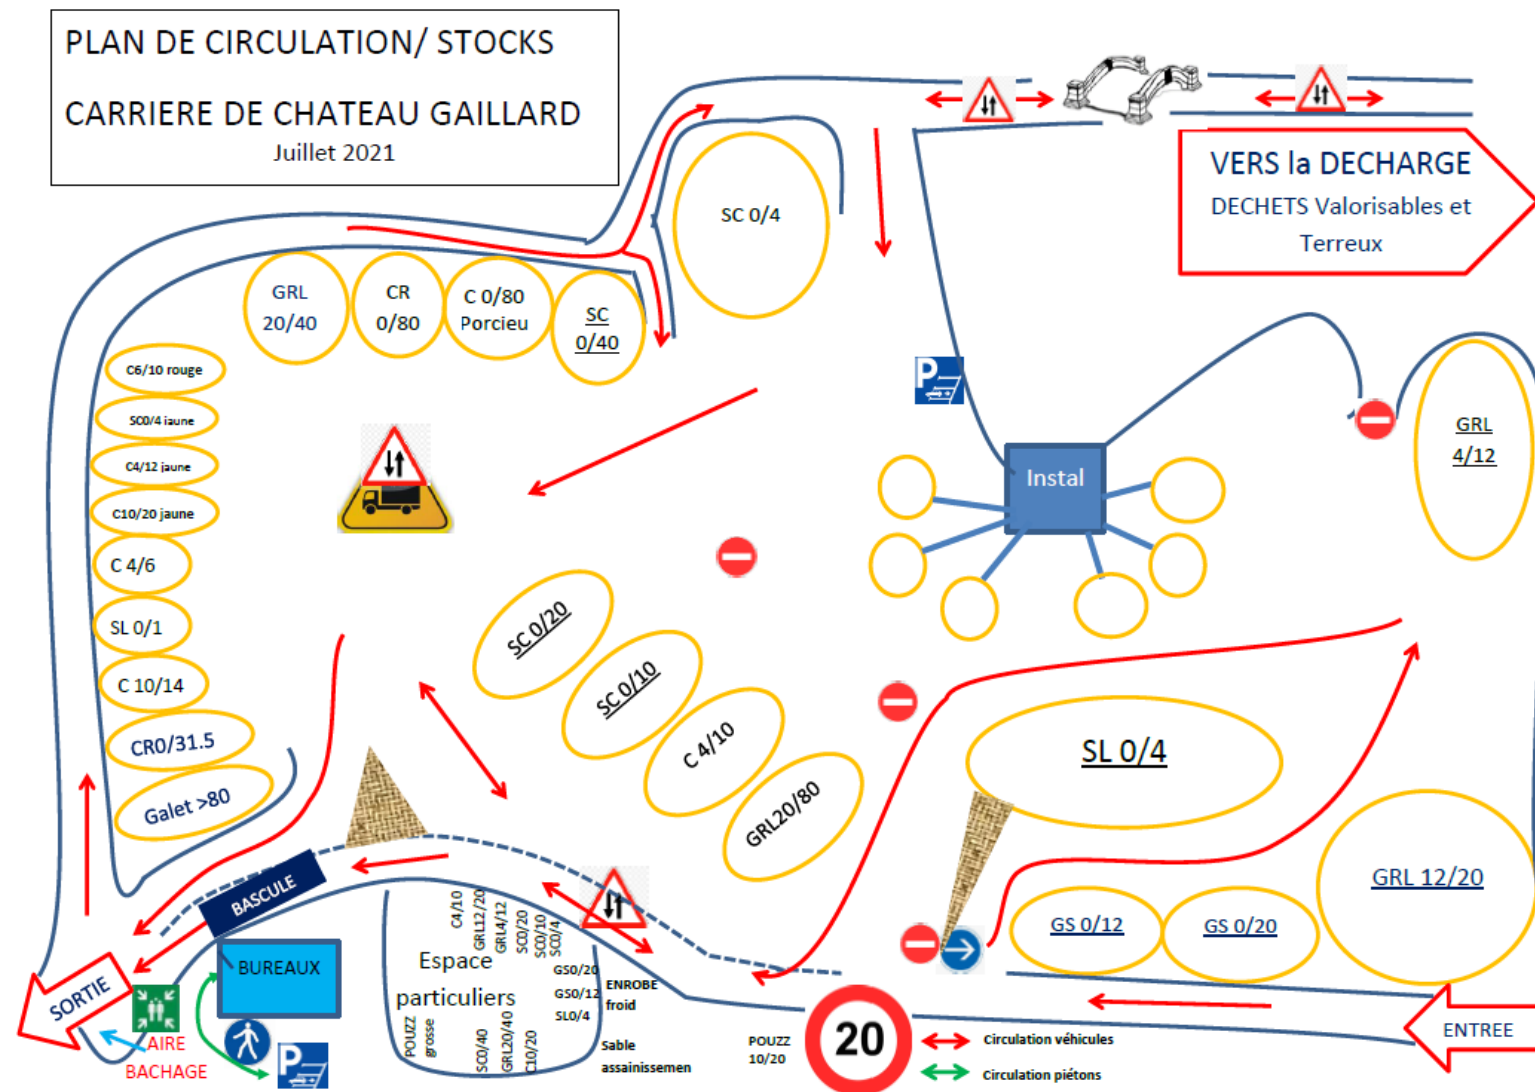 PLAN DE CIRCULATION/ STOCKS
CARRIERE DE CHATEAU GAILLARD
Juillet 2021
VERS la DECHARGE
DECHETS Valorisables et
Terreux
SC 0/4
GRL
20/40
CR
0/80
C 0/80
Porcieu
SC
0/40
C6/10 rouge
SC0/4 jaune
C4/12 jaune
C10/20 jaune
C 4/6
SL 0/1
C 10/14
CR0/31.5
Galet >80
P
Instal
GRL
4/12
SC 0/20
SC 0/10
C 4/10
GRL20/80
SL 0/4
GRL 12/20
GS 0/12
GS 0/20
BASCULE
BUREAUX
SORTIE
AIRE
BACHAGE
P
C4/10
GRL12/20
GRL4/12
SC0/20
SC0/10
SC0/4
Espace
particuliers
GS0/20
GS0/12
SL0/4
ENROBE
froid
POUZZ
grosse
SC0/40
GRL20/40
C10/20
Sable
assainissemen
POUZZ
10/20
20
Circulation véhicules
Circulation piétons
ENTREE